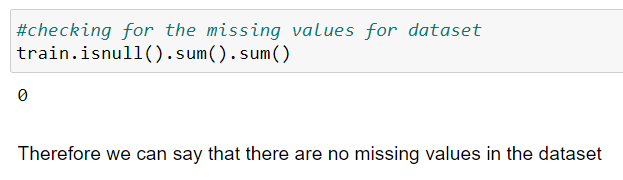 #checking for the missing values for dataset
train.isnull().sum().sum()
0
Therefore we can say that there are no missing values in the dataset